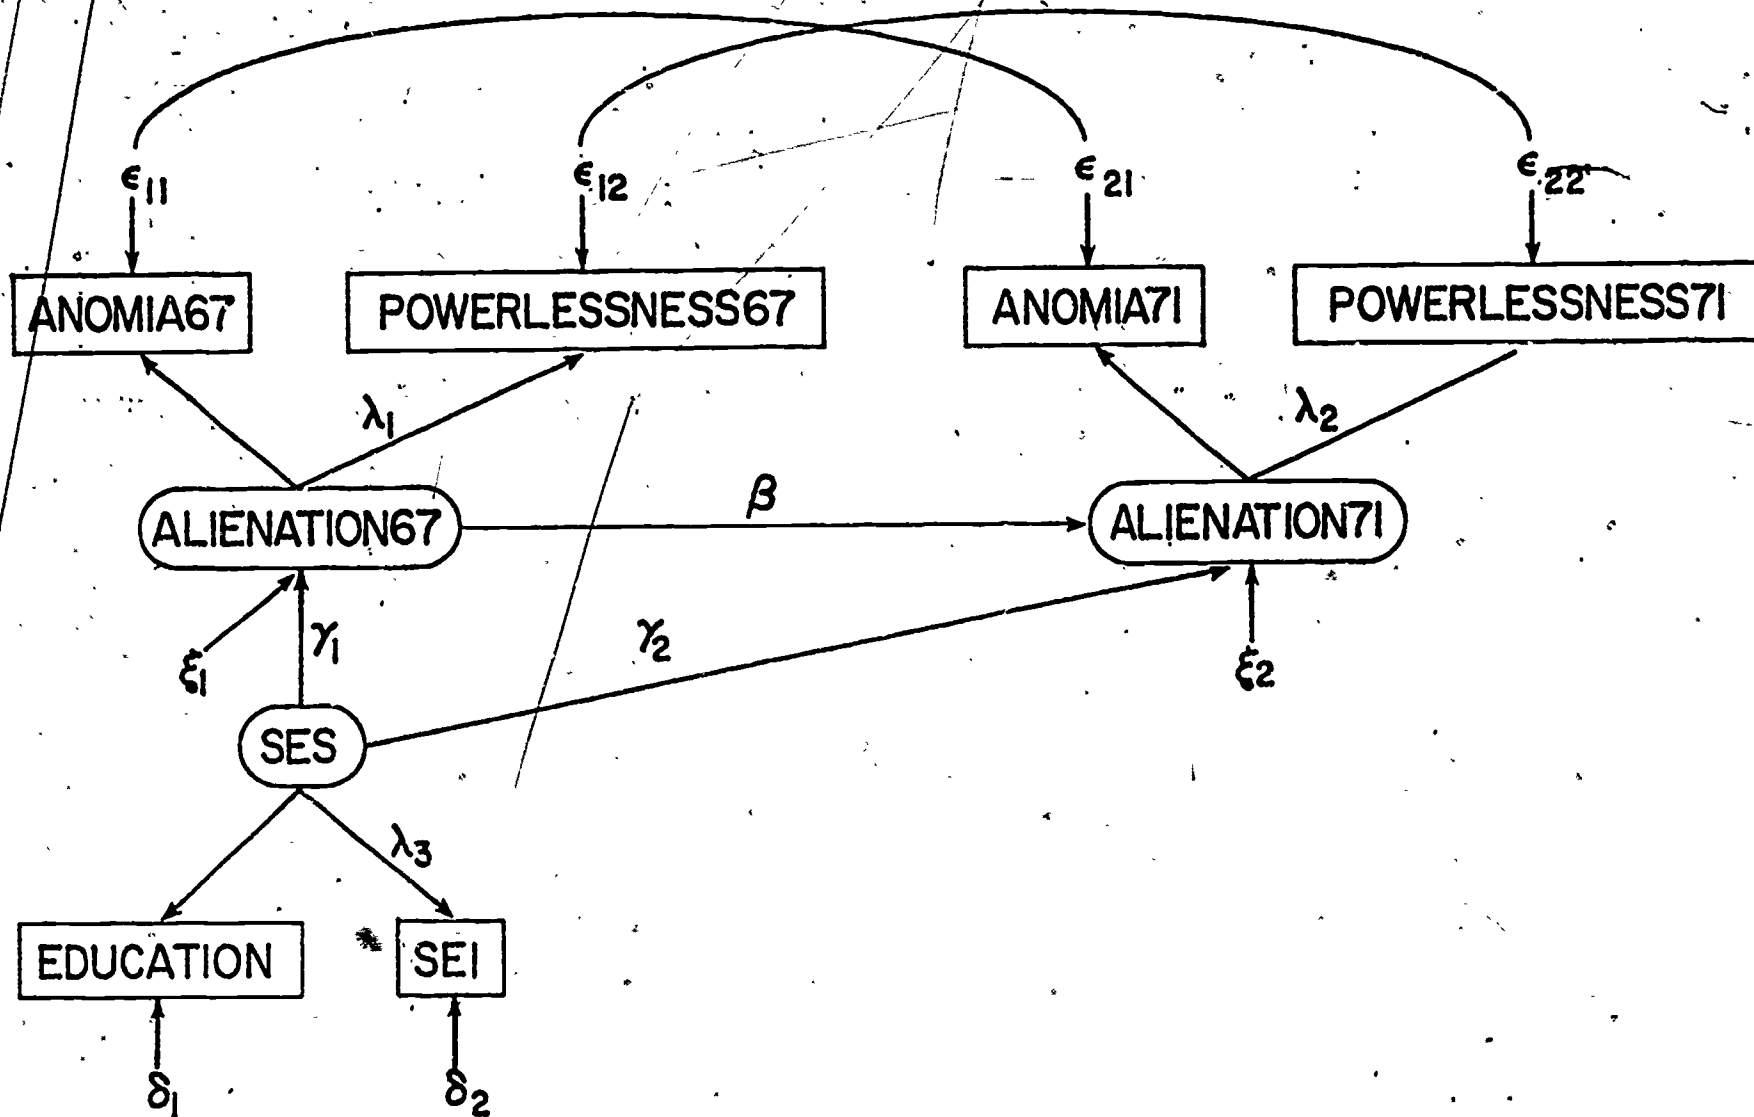 ϵ11 ϵ12 ϵ21 ϵ22
ANOMIA67 POWERLESSNESS67 ANOMIA71 POWERLESSNESS71
λ1 λ2
ALIENATION67 β ALIENATION71
ξ1 γ1 γ2 ξ2
SES
λ3
EDUCATION SEI
δ1 δ2